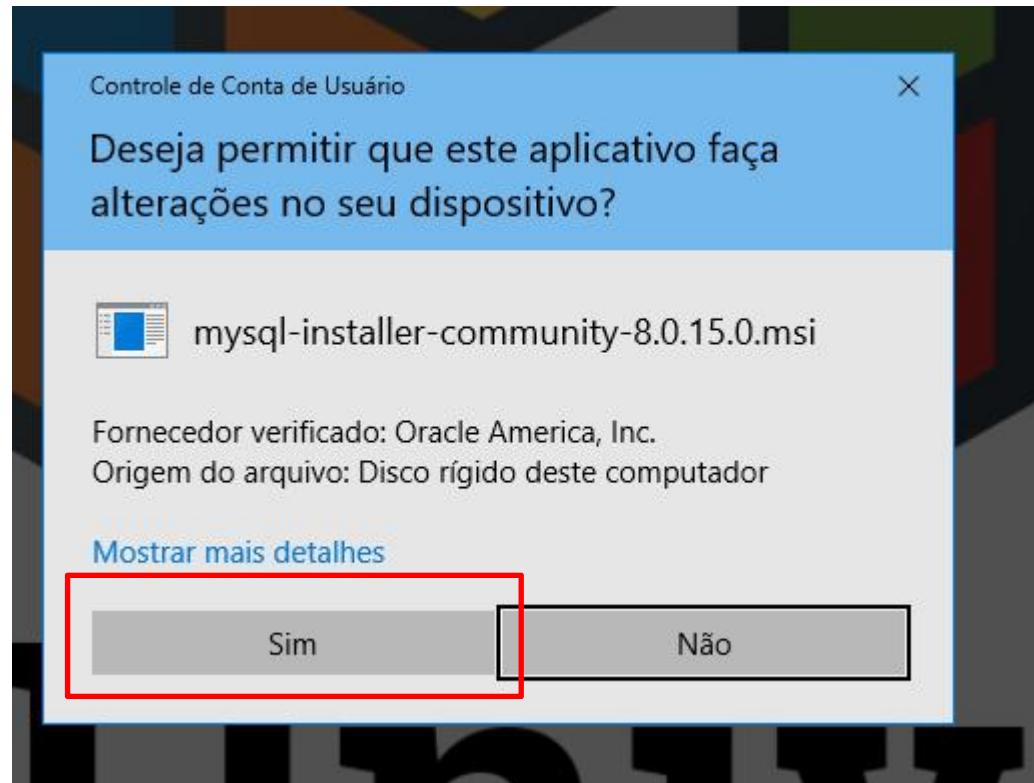 Controle de Conta de Usuário
Deseja permitir que este aplicativo faça
alterações no seu dispositivo?
mysql-installer-community-8.0.15.0.msi
Fornecedor verificado: Oracle America, Inc.
Origem do arquivo: Disco rígido deste computador
Mostrar mais detalhes
Sim
Não